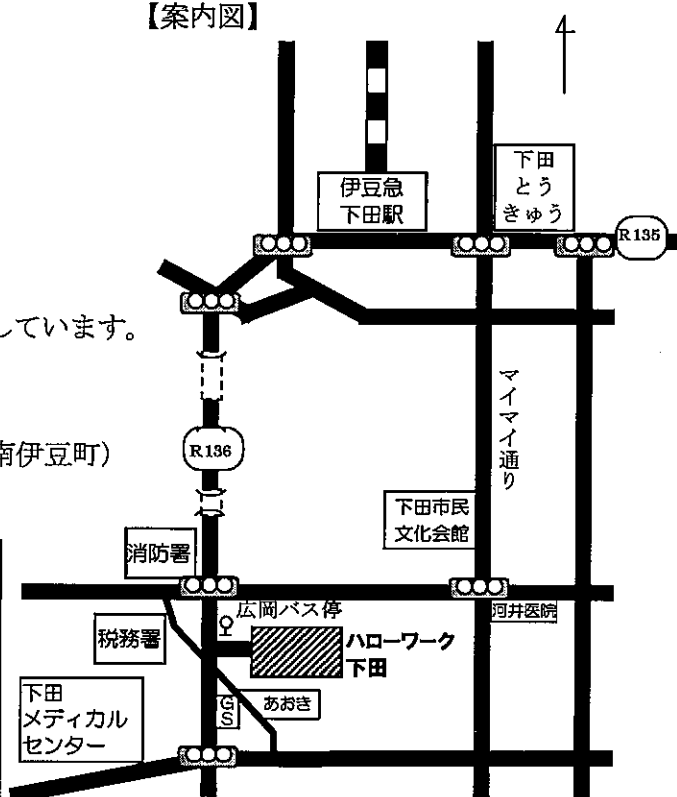 【案内図】
伊豆急
下田駅
下田
とう
きゅう
R135
しています。
マイマイ通り
R136
南伊豆町）
下田市民
文化会館
消防署
広岡バス停
河井医院
税務署
ハローワーク
下田
下田
メディカル
センター
GS
あおき